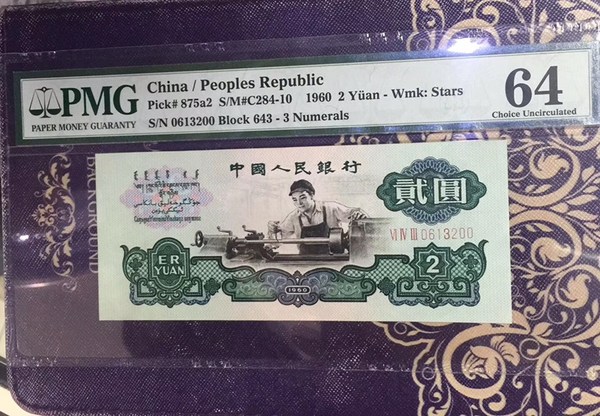 PMG
PAPER MONEY GUARANTY
China / Peoples Republic
Pick# 875a2 S/M#C284-10 1960 2 Yüan - Wmk: Stars
S/N 0613200 Block 643 - 3 Numerals
64
Choice Uncirculated
中國人民銀行
貳圓
VI IV III 0613200
ER
YUAN
2
1960
BACKGROUND